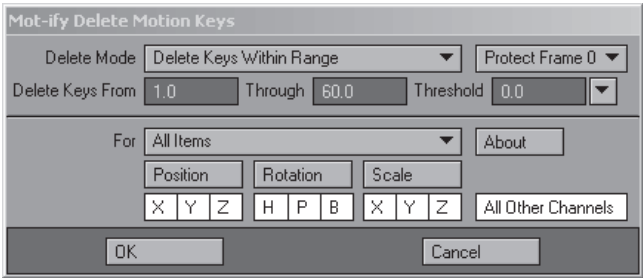 Mot-ify Delete Motion Keys
Delete Mode Delete Keys Within Range Protect Frame 0
Delete Keys From 1.0 Through 60.0 Threshold 0.0
For All Items About
Position Rotation Scale
X Y Z H P B X Y Z All Other Channels
OK Cancel